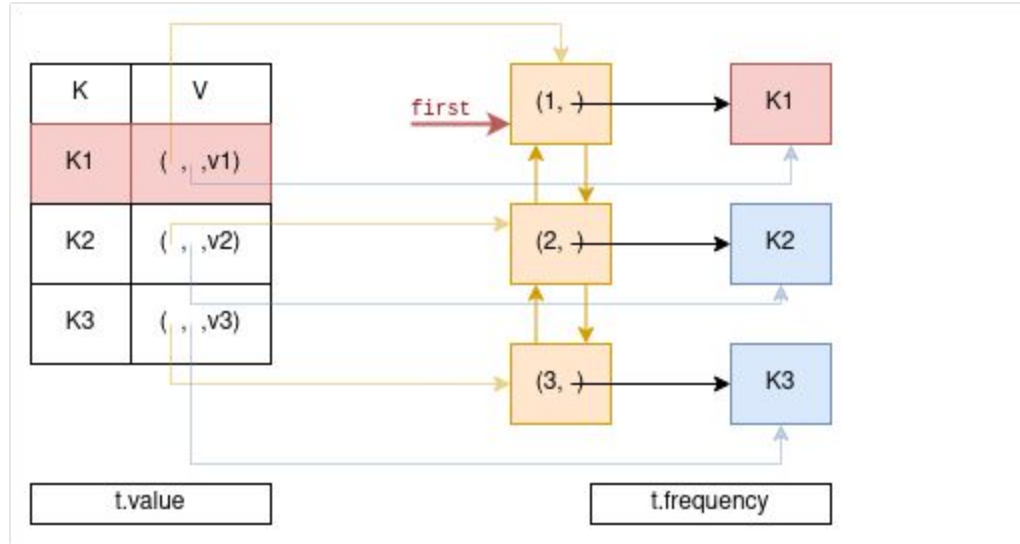 K V
first
(1, ) K1
K1 ( , ,v1)
K2 ( , ,v2) (2, ) K2
K3 ( , ,v3)
(3, ) K3
t.value t.frequency